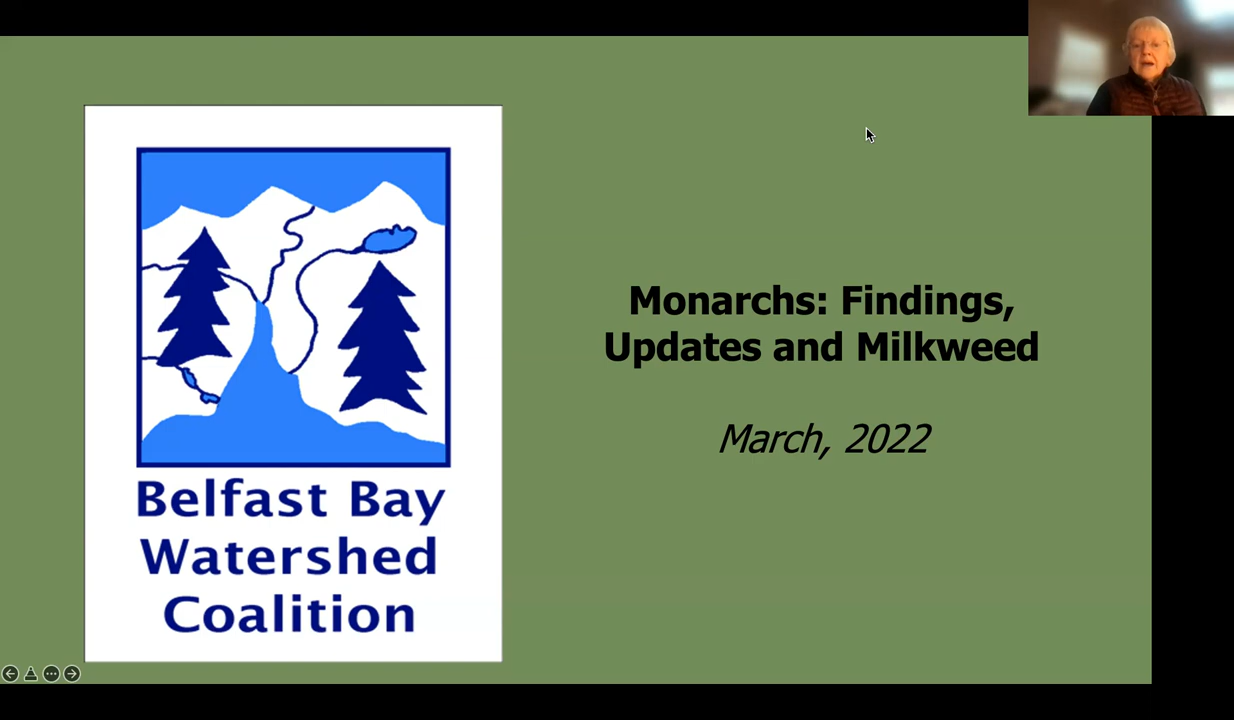 Belfast Bay
Watershed
Coalition
Monarchs: Findings,
Updates and Milkweed
March, 2022